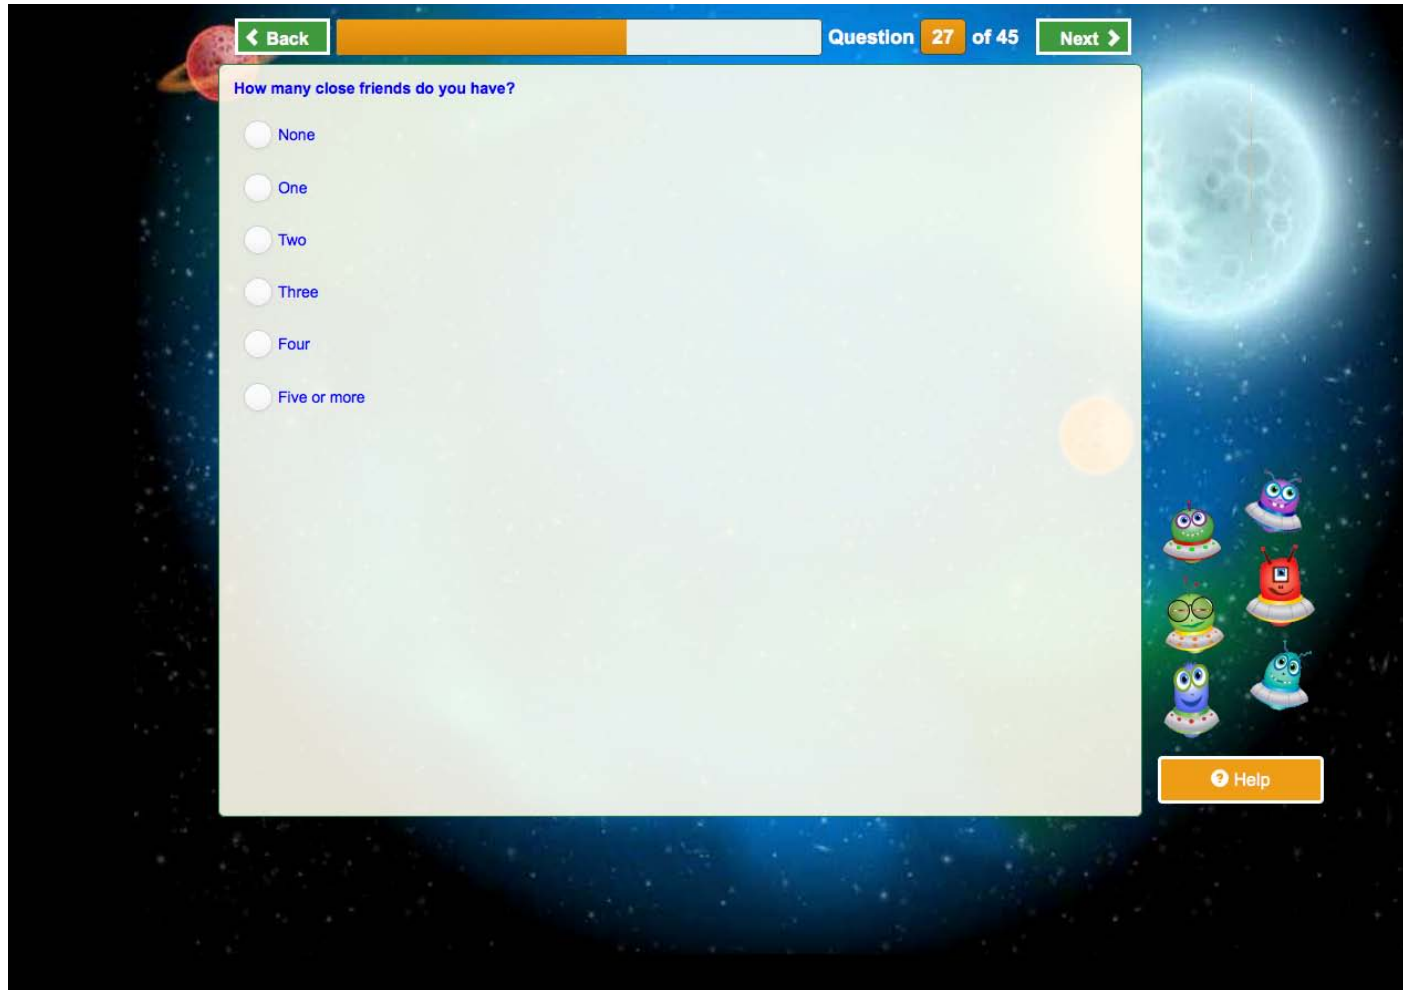 Back
Question 27 of 45
Next
How many close friends do you have?
None
One
Two
Three
Four
Five or more
Help